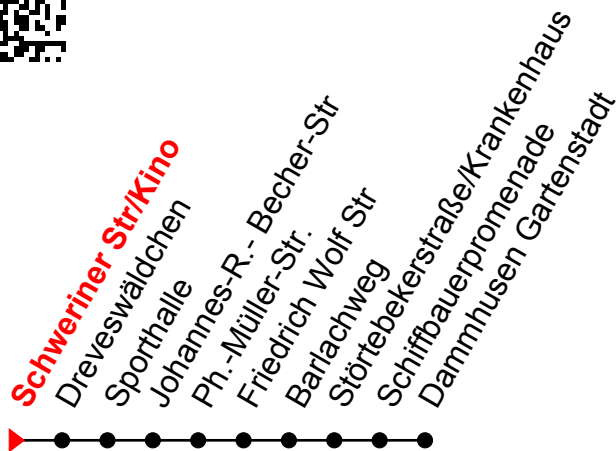 Schweriner Str/Kino
Dreveswäldchen
Sporthalle
Johannes-R.- Becher-Str
Ph.-Müller-Str.
Friedrich Wolf Str
Barlachweg
Störtebekerstraße/Krankenhaus
Schiffbauerpromenade
Dammhusen Gartenstadt